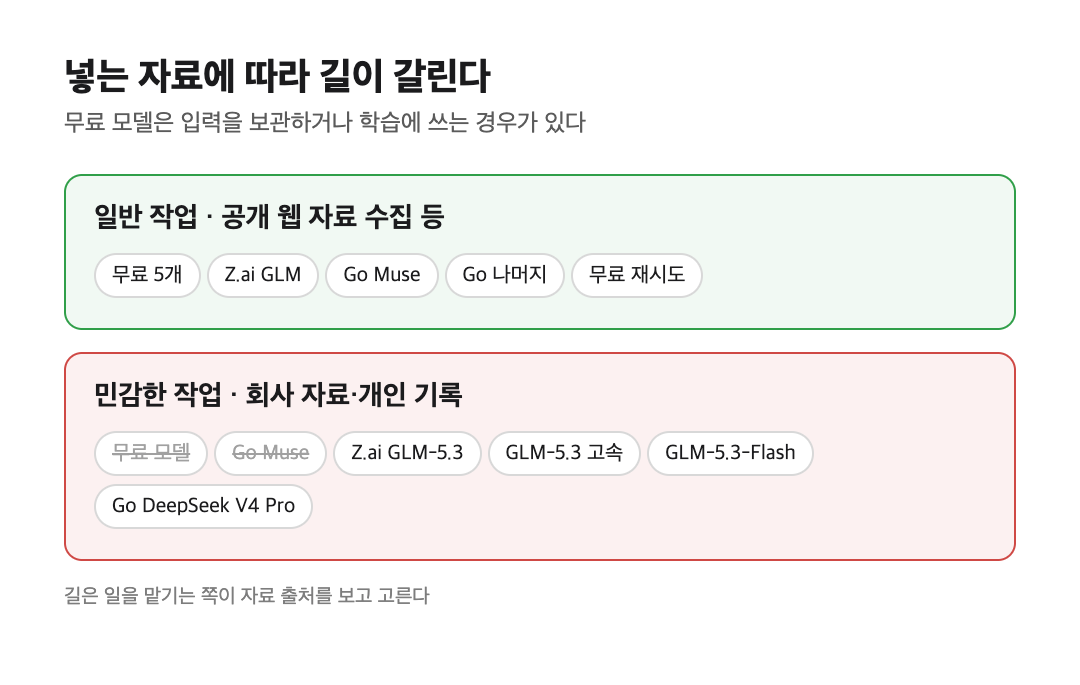 넣는 자료에 따라 길이 갈린다
무료 모델은 입력을 보관하거나 학습에 쓰는 경우가 있다
일반 작업 · 공개 웹 자료 수집 등
무료 5개 Z.ai GLM Go Muse Go 나머지 무료 재시도
민감한 작업 · 회사 자료·개인 기록
무료 모델 Go Muse Z.ai GLM-5.3 GLM-5.3 고속 GLM-5.3-Flash
Go DeepSeek V4 Pro
길은 일을 맡기는 쪽이 자료 출처를 보고 고른다